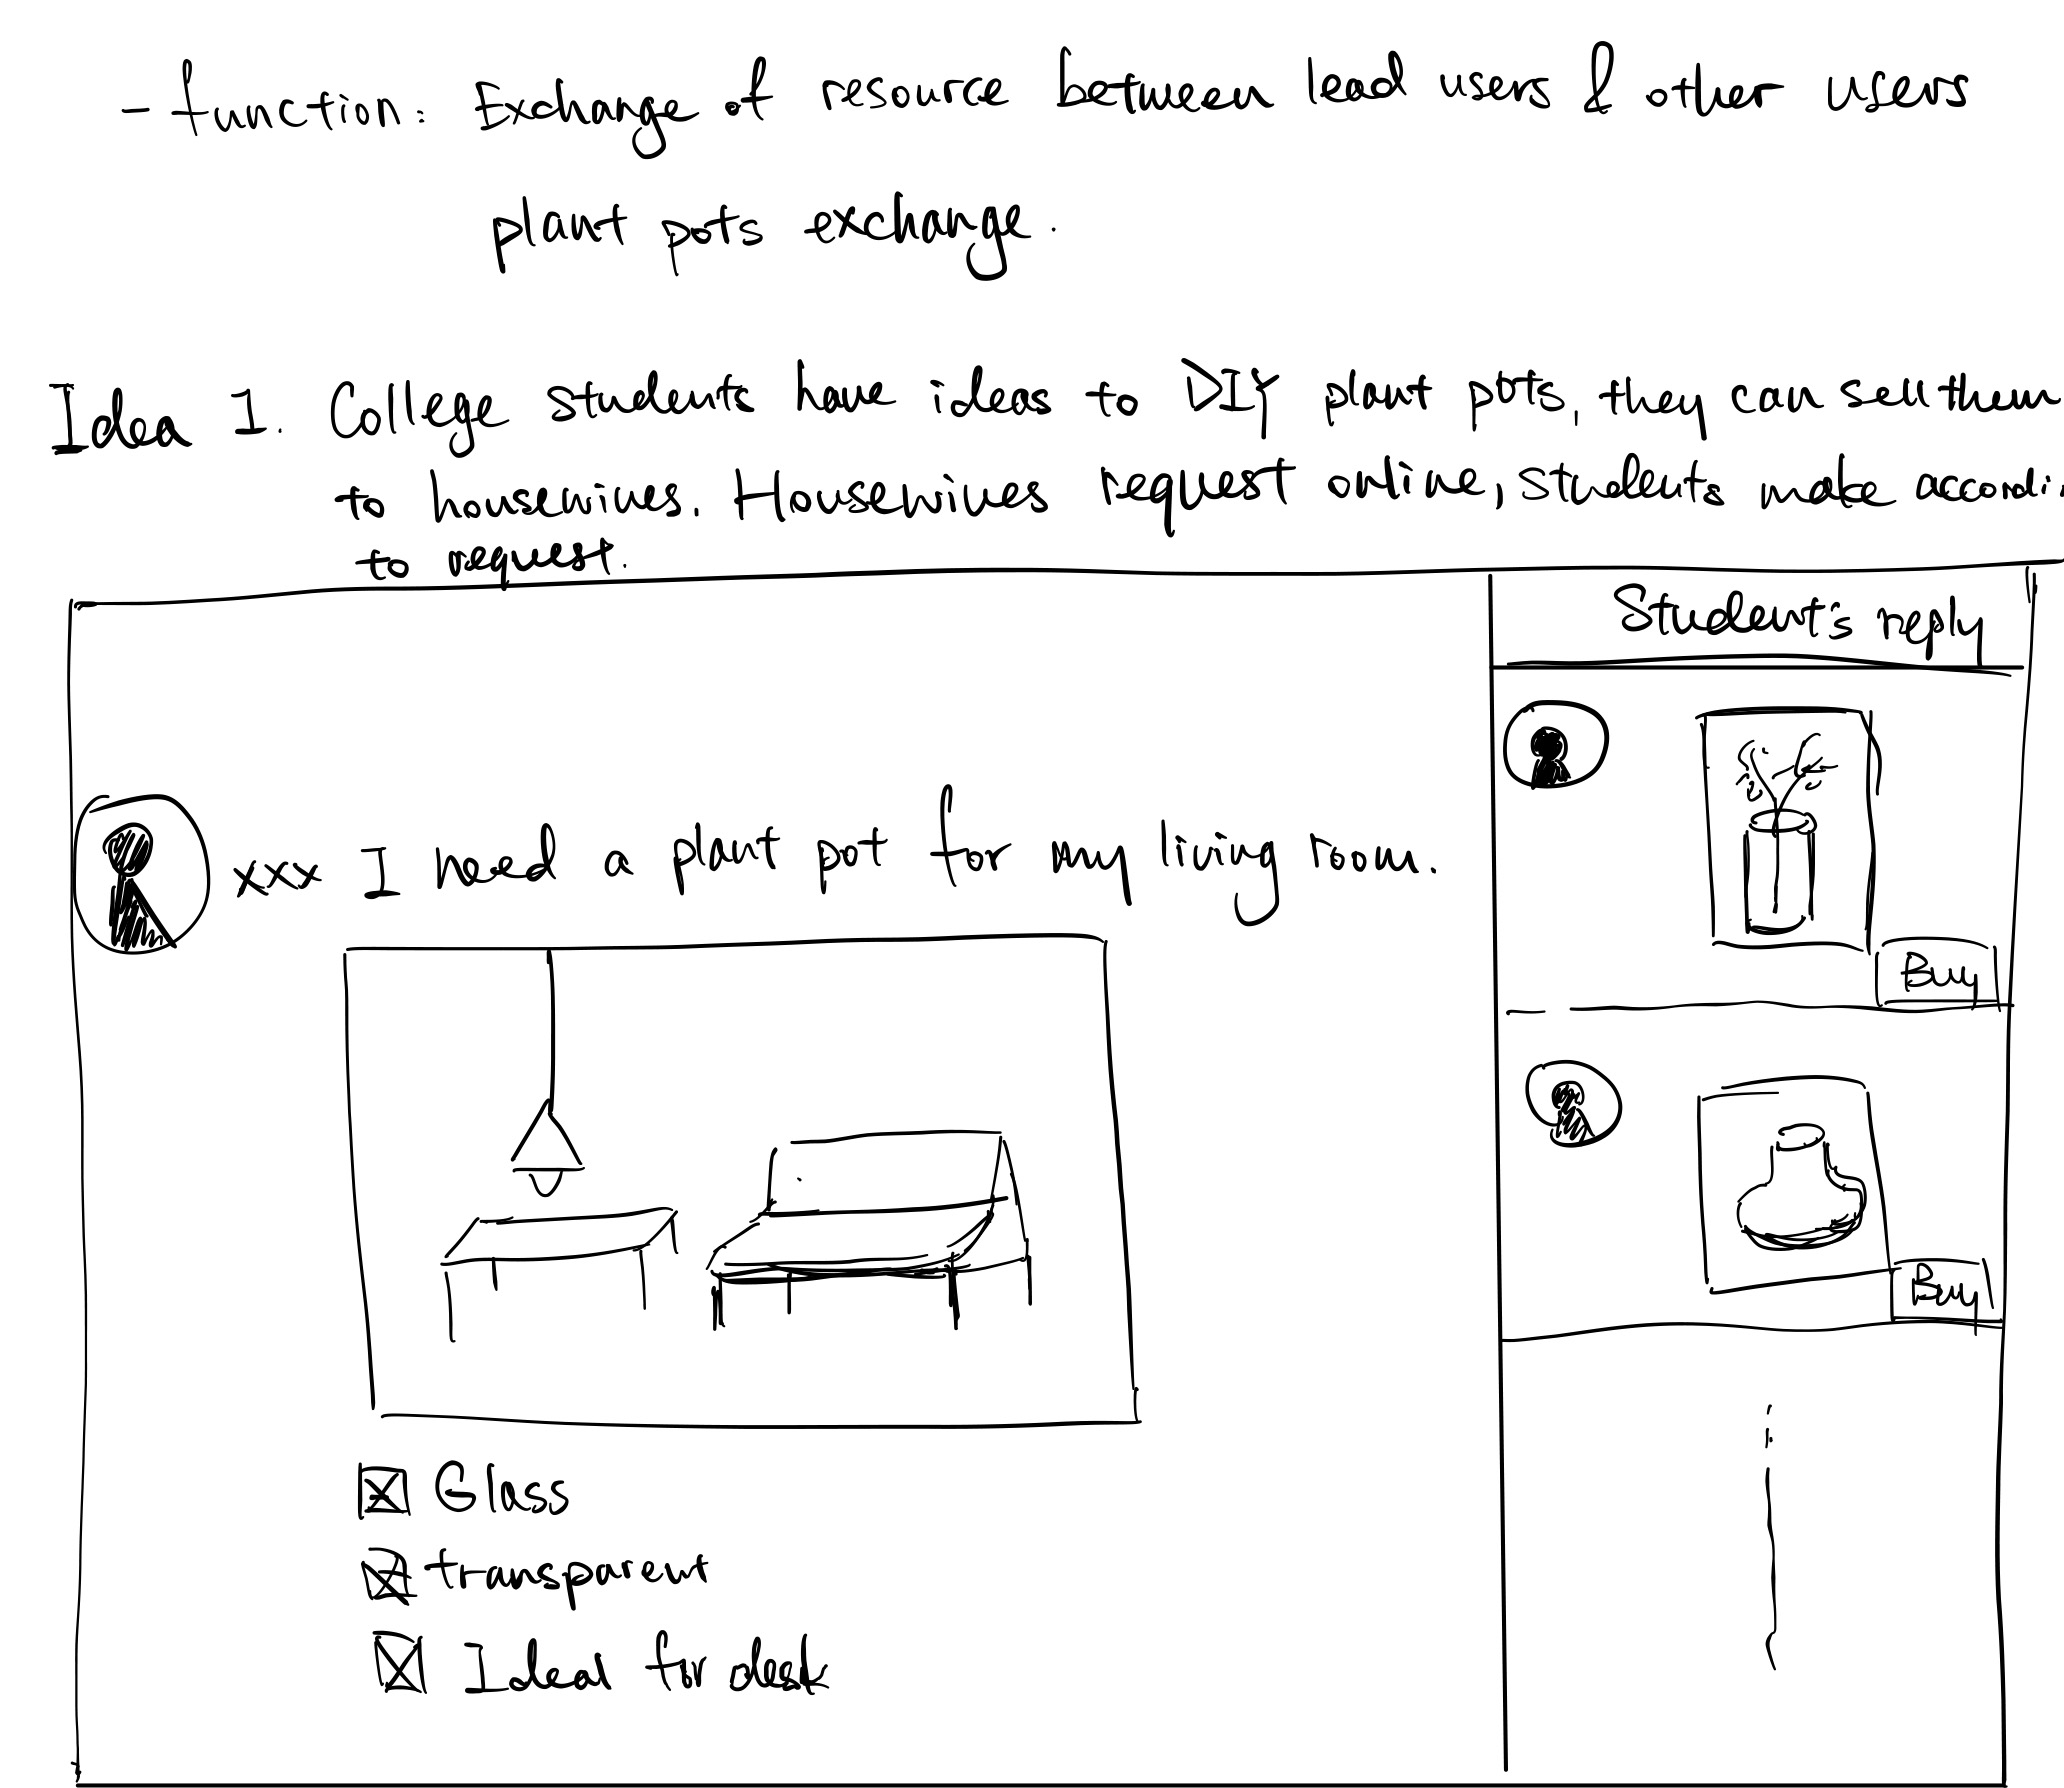 - function: Exchange of resource between lead users & other users
plant pots exchange.
Idea 1. College students have ideas to DIY plant pots, they can sell them
to housewives. Housewives request online, students make accordi
to request.
Students reply
xxx I need a plant pot for my living room.
Buy
Buy
Glass
transparent
Ideal for desk